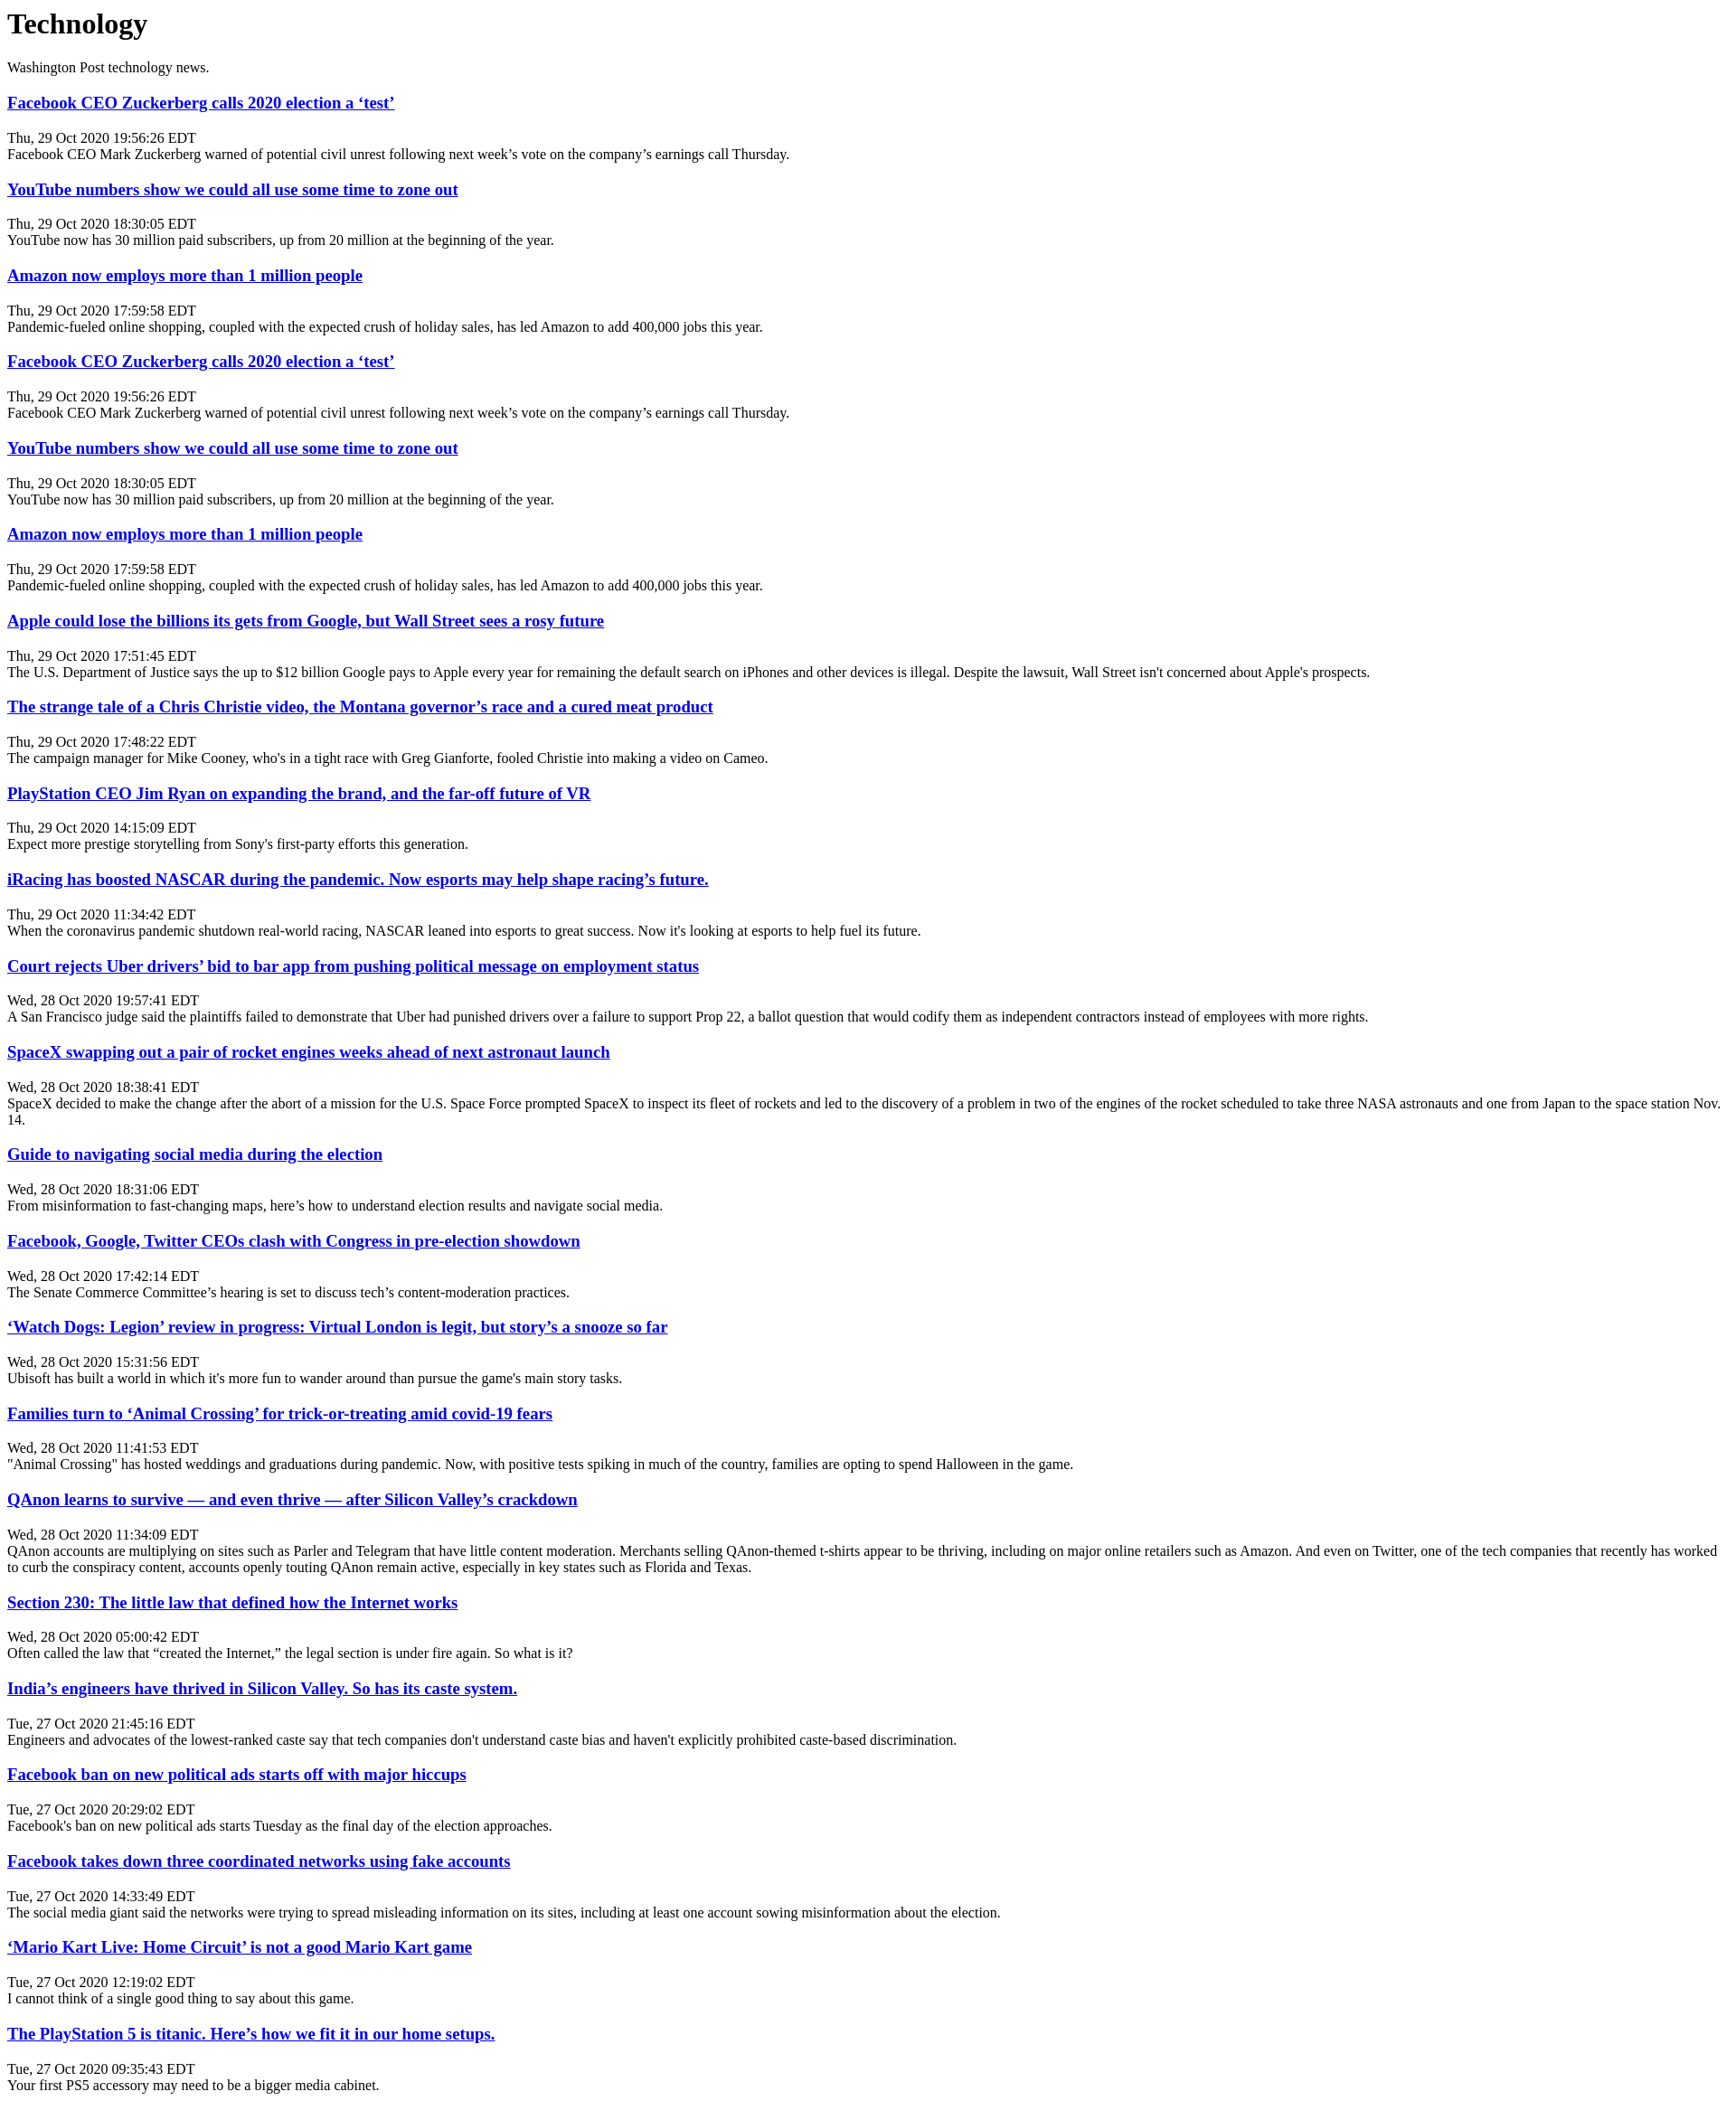 Technology
Washington Post technology news.
Facebook CEO Zuckerberg calls 2020 election a ‘test’
Thu, 29 Oct 2020 19:56:26 EDT
Facebook CEO Mark Zuckerberg warned of potential civil unrest following next week’s vote on the company’s earnings call Thursday.
YouTube numbers show we could all use some time to zone out
Thu, 29 Oct 2020 18:30:05 EDT
YouTube now has 30 million paid subscribers, up from 20 million at the beginning of the year.
Amazon now employs more than 1 million people
Thu, 29 Oct 2020 17:59:58 EDT
Pandemic-fueled online shopping, coupled with the expected crush of holiday sales, has led Amazon to add 400,000 jobs this year.
Facebook CEO Zuckerberg calls 2020 election a ‘test’
Thu, 29 Oct 2020 19:56:26 EDT
Facebook CEO Mark Zuckerberg warned of potential civil unrest following next week’s vote on the company’s earnings call Thursday.
YouTube numbers show we could all use some time to zone out
Thu, 29 Oct 2020 18:30:05 EDT
YouTube now has 30 million paid subscribers, up from 20 million at the beginning of the year.
Amazon now employs more than 1 million people
Thu, 29 Oct 2020 17:59:58 EDT
Pandemic-fueled online shopping, coupled with the expected crush of holiday sales, has led Amazon to add 400,000 jobs this year.
Apple could lose the billions its gets from Google, but Wall Street sees a rosy future
Thu, 29 Oct 2020 17:51:45 EDT
The U.S. Department of Justice says the up to $12 billion Google pays to Apple every year for remaining the default search on iPhones and other devices is illegal. Despite the lawsuit, Wall Street isn't concerned about Apple's prospects.
The strange tale of a Chris Christie video, the Montana governor’s race and a cured meat product
Thu, 29 Oct 2020 17:48:22 EDT
The campaign manager for Mike Cooney, who's in a tight race with Greg Gianforte, fooled Christie into making a video on Cameo.
PlayStation CEO Jim Ryan on expanding the brand, and the far-off future of VR
Thu, 29 Oct 2020 14:15:09 EDT
Expect more prestige storytelling from Sony's first-party efforts this generation.
iRacing has boosted NASCAR during the pandemic. Now esports may help shape racing’s future.
Thu, 29 Oct 2020 11:34:42 EDT
When the coronavirus pandemic shutdown real-world racing, NASCAR leaned into esports to great success. Now it's looking at esports to help fuel its future.
Court rejects Uber drivers’ bid to bar app from pushing political message on employment status
Wed, 28 Oct 2020 19:57:41 EDT
A San Francisco judge said the plaintiffs failed to demonstrate that Uber had punished drivers over a failure to support Prop 22, a ballot question that would codify them as independent contractors instead of employees with more rights.
SpaceX swapping out a pair of rocket engines weeks ahead of next astronaut launch
Wed, 28 Oct 2020 18:38:41 EDT
SpaceX decided to make the change after the abort of a mission for the U.S. Space Force prompted SpaceX to inspect its fleet of rockets and led to the discovery of a problem in two of the engines of the rocket scheduled to take three NASA astronauts and one from Japan to the space station Nov.
14.
Guide to navigating social media during the election
Wed, 28 Oct 2020 18:31:06 EDT
From misinformation to fast-changing maps, here’s how to understand election results and navigate social media.
Facebook, Google, Twitter CEOs clash with Congress in pre-election showdown
Wed, 28 Oct 2020 17:42:14 EDT
The Senate Commerce Committee’s hearing is set to discuss tech’s content-moderation practices.
‘Watch Dogs: Legion’ review in progress: Virtual London is legit, but story’s a snooze so far
Wed, 28 Oct 2020 15:31:56 EDT
Ubisoft has built a world in which it's more fun to wander around than pursue the game's main story tasks.
Families turn to ‘Animal Crossing’ for trick-or-treating amid covid-19 fears
Wed, 28 Oct 2020 11:41:53 EDT
"Animal Crossing" has hosted weddings and graduations during pandemic. Now, with positive tests spiking in much of the country, families are opting to spend Halloween in the game.
QAnon learns to survive — and even thrive — after Silicon Valley’s crackdown
Wed, 28 Oct 2020 11:34:09 EDT
QAnon accounts are multiplying on sites such as Parler and Telegram that have little content moderation. Merchants selling QAnon-themed t-shirts appear to be thriving, including on major online retailers such as Amazon. And even on Twitter, one of the tech companies that recently has worked
to curb the conspiracy content, accounts openly touting QAnon remain active, especially in key states such as Florida and Texas.
Section 230: The little law that defined how the Internet works
Wed, 28 Oct 2020 05:00:42 EDT
Often called the law that “created the Internet,” the legal section is under fire again. So what is it?
India’s engineers have thrived in Silicon Valley. So has its caste system.
Tue, 27 Oct 2020 21:45:16 EDT
Engineers and advocates of the lowest-ranked caste say that tech companies don't understand caste bias and haven't explicitly prohibited caste-based discrimination.
Facebook ban on new political ads starts off with major hiccups
Tue, 27 Oct 2020 20:29:02 EDT
Facebook's ban on new political ads starts Tuesday as the final day of the election approaches.
Facebook takes down three coordinated networks using fake accounts
Tue, 27 Oct 2020 14:33:49 EDT
The social media giant said the networks were trying to spread misleading information on its sites, including at least one account sowing misinformation about the election.
‘Mario Kart Live: Home Circuit’ is not a good Mario Kart game
Tue, 27 Oct 2020 12:19:02 EDT
I cannot think of a single good thing to say about this game.
The PlayStation 5 is titanic. Here’s how we fit it in our home setups.
Tue, 27 Oct 2020 09:35:43 EDT
Your first PS5 accessory may need to be a bigger media cabinet.